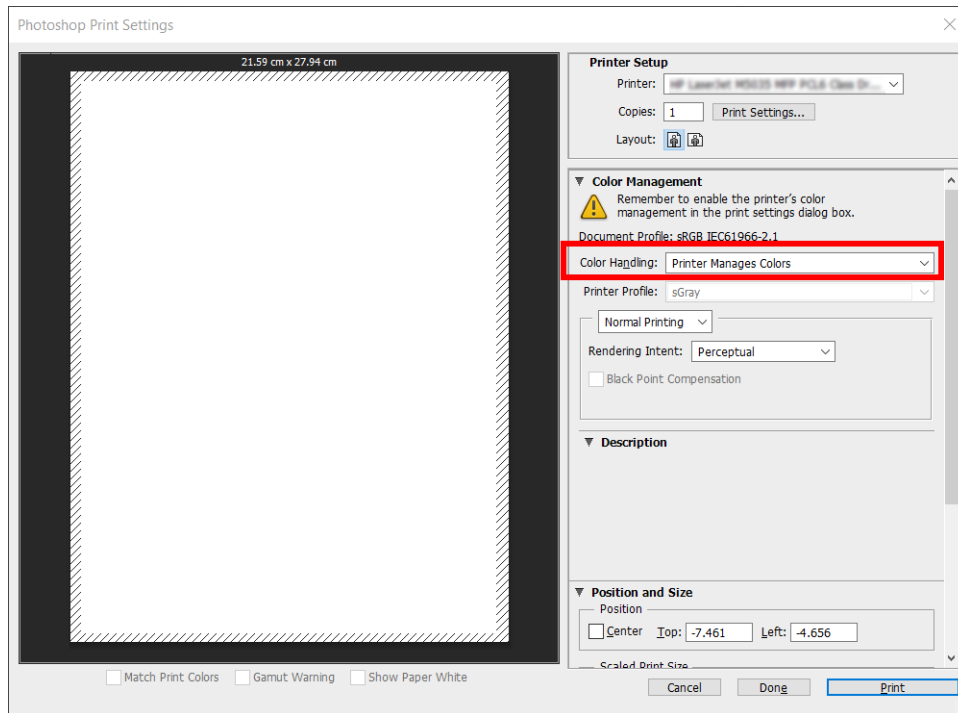 Photoshop Print Settings
21.59 cm x 27.94 cm
Printer Setup
Printer:
Copies: 1 Print Settings...
Layout:
Color Management
Remember to enable the printer's color
management in the print settings dialog box.
Document Profile: sRGB IEC61966-2.1
Color Handling: Printer Manages Colors
Printer Profile: sGray
Normal Printing
Rendering Intent: Perceptual
Black Point Compensation
Description
Position and Size
Position
Center Top: -7.461 Left: -4.656
Scaled Print Size
Match Print Colors Gamut Warning Show Paper White
Cancel Done Print